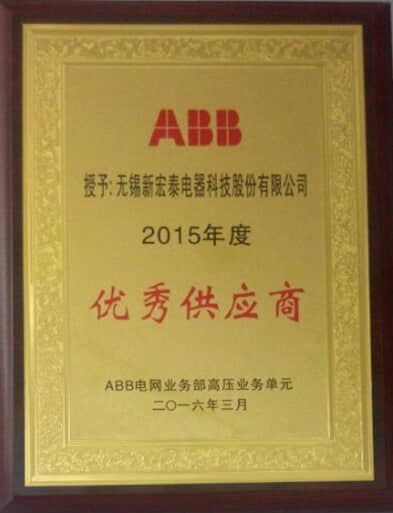 ABB
授予:无锡新宏泰电器科技股份有限公司
2015年度
优秀供应商
ABB电网业务部高压业务单元
二〇一六年三月